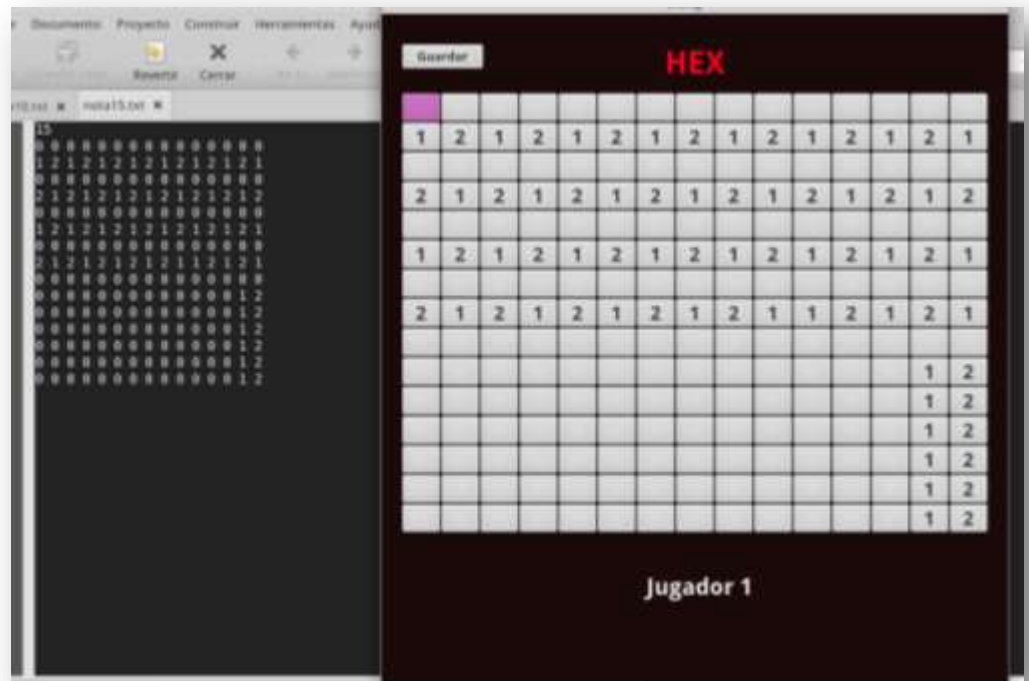 Documento Proyecto Construir Herramientas
Revertir Cerrar
15
0 0 0 0 0 0 0 0 0 0 0 0 0 0 0
1 2 1 2 1 2 1 2 1 2 1 2 1 2 1
0 0 0 0 0 0 0 0 0 0 0 0 0 0 0
2 1 2 1 2 1 2 1 2 1 2 1 2 1 2
0 0 0 0 0 0 0 0 0 0 0 0 0 0 0
1 2 1 2 1 2 1 2 1 2 1 2 1 2 1
0 0 0 0 0 0 0 0 0 0 0 0 0 0 0
2 1 2 1 2 1 2 1 2 1 1 2 1 2 1
0 0 0 0 0 0 0 0 0 0 0 0 0 0 0
0 0 0 0 0 0 0 0 0 0 0 0 0 1 2
0 0 0 0 0 0 0 0 0 0 0 0 0 1 2
0 0 0 0 0 0 0 0 0 0 0 0 0 1 2
0 0 0 0 0 0 0 0 0 0 0 0 0 1 2
0 0 0 0 0 0 0 0 0 0 0 0 0 1 2
0 0 0 0 0 0 0 0 0 0 0 0 0 1 2
Guardar
HEX
1 2 1 2 1 2 1 2 1 2 1 2 1 2 1
2 1 2 1 2 1 2 1 2 1 2 1 2 1 2
1 2 1 2 1 2 1 2 1 2 1 2 1 2 1
2 1 2 1 2 1 2 1 2 1 1 2 1 2 1
1 2
1 2
1 2
1 2
1 2
1 2
Jugador 1